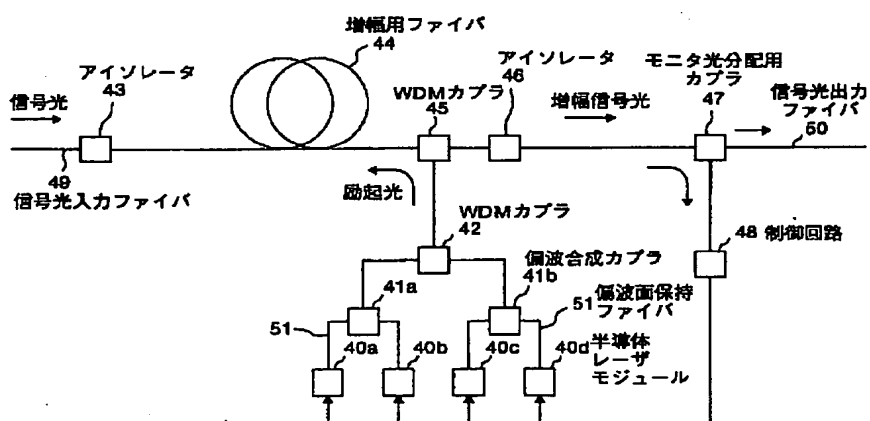 増幅用ファイバ
44
アイソレータ
43
信号光
WDMカプラ
45
アイソレータ
46
増幅信号光
モニタ光分配用
カプラ
47
信号光出力
ファイバ
50
49
信号光入力ファイバ
励起光
WDMカプラ
42
48 制御回路
偏波合成カプラ
41a
41b
51
51 偏波面保持
ファイバ
40a
40b
40c
40d 半導体
レーザ
モジュール